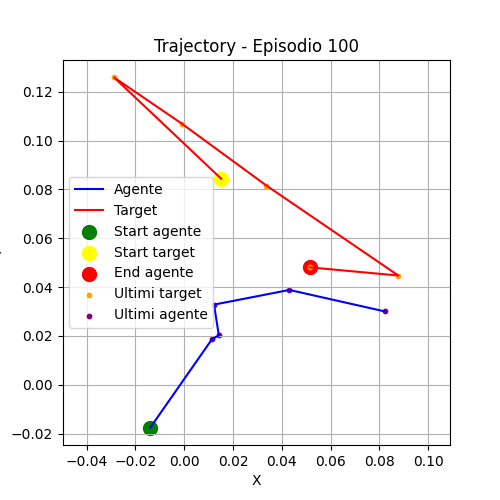 Trajectory - Episodio 100
0.12
0.10
0.08
0.06
0.04
0.02
0.00
−0.02
Agente
Target
Start agente
Start target
End agente
Ultimi target
Ultimi agente
−0.04 −0.02 0.00 0.02 0.04 0.06 0.08 0.10
X